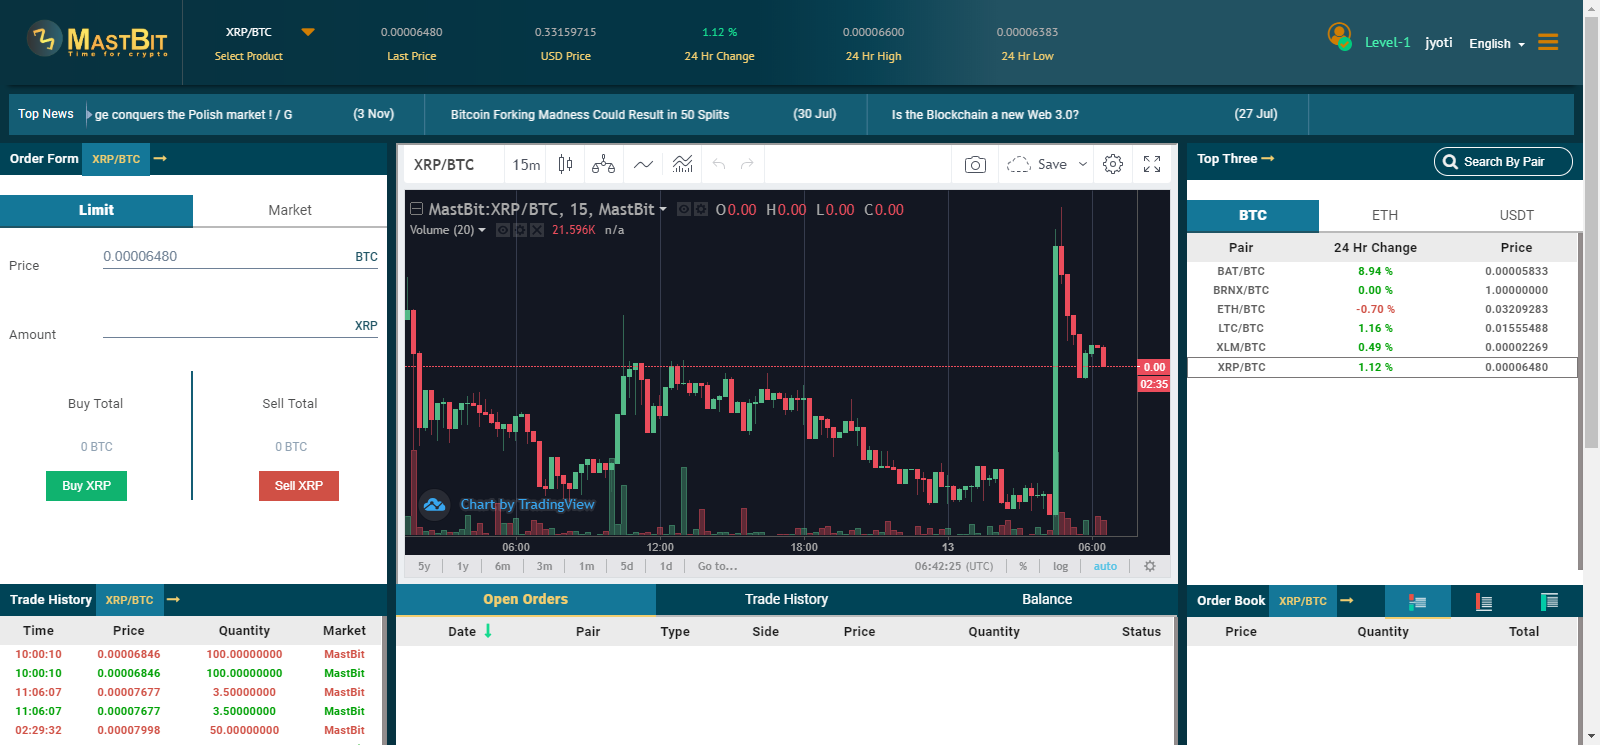 MASTBIT
Time for crypto
XRP/BTC
Select Product
0.00006480
Last Price
0.33159715
USD Price
1.12 %
24 Hr Change
0.00006600
24 Hr High
0.00006383
24 Hr Low
Level-1 jyoti English
Top News
ge conquers the Polish market ! / G (3 Nov)
Bitcoin Forking Madness Could Result in 50 Splits (30 Jul)
Is the Blockchain a new Web 3.0? (27 Jul)
Order Form XRP/BTC
Limit Market
Price 0.00006480 BTC
Amount XRP
Buy Total Sell Total
0 BTC 0 BTC
Buy XRP Sell XRP
XRP/BTC 15m Save
MastBit:XRP/BTC, 15, MastBit O0.00 H0.00 L0.00 C0.00
Volume (20) 21.596K n/a
0.00
02:35
Chart by TradingView
06:00 12:00 18:00 13 06:00
5y 1y 6m 3m 1m 5d 1d Go to... 06:42:25 (UTC) % log auto
Top Three Search By Pair
BTC ETH USDT
Pair 24 Hr Change Price
BAT/BTC 8.94 % 0.00005833
BRNX/BTC 0.00 % 1.00000000
ETH/BTC -0.70 % 0.03209283
LTC/BTC 1.16 % 0.01555488
XLM/BTC 0.49 % 0.00002269
XRP/BTC 1.12 % 0.00006480
Trade History XRP/BTC
Time Price Quantity Market
10:00:10 0.00006846 100.00000000 MastBit
10:00:10 0.00006846 100.00000000 MastBit
11:06:07 0.00007677 3.50000000 MastBit
11:06:07 0.00007677 3.50000000 MastBit
02:29:32 0.00007998 50.00000000 MastBit
Open Orders Trade History Balance
Date Pair Type Side Price Quantity Status
Order Book XRP/BTC
Price Quantity Total